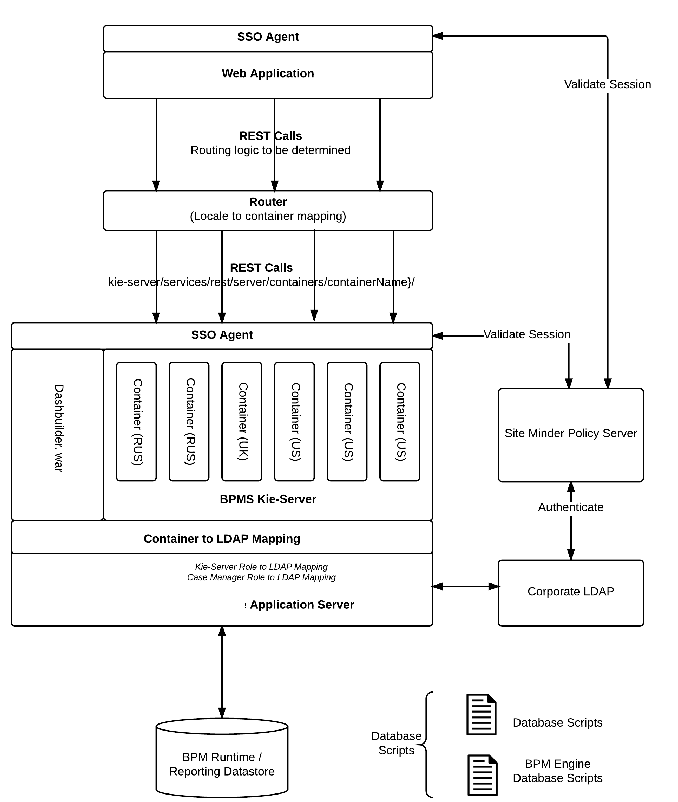 SSO Agent
Web Application
Validate Session
REST Calls
Routing logic to be determined
Router
(Locale to container mapping)
REST Calls
kie-server/services/rest/server/containers/containerName}/
SSO Agent
Validate Session
Dashbuilder. war
Container (RUS)
Container (RUS)
Container (UK)
Container (US)
Container (US)
Container (US)
BPMS Kie-Server
Site Minder Policy Server
Authenticate
Container to LDAP Mapping
Kie-Server Role to LDAP Mapping
Case Manager Role to LDAP Mapping
Application Server
Corporate LDAP
BPM Runtime /
Reporting Datastore
Database
Scripts
Database Scripts
BPM Engine
Database Scripts